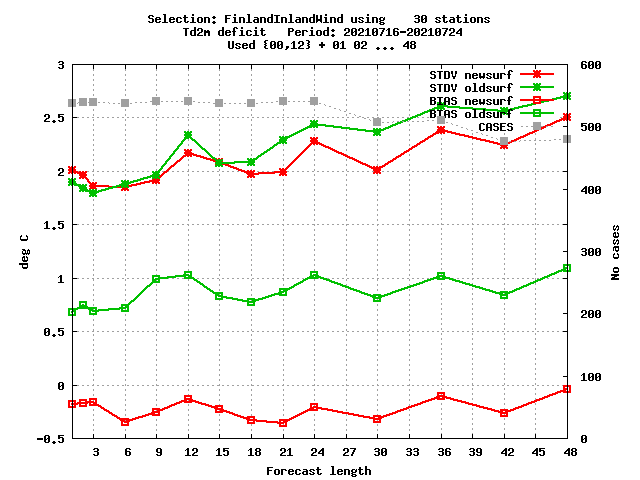 Selection: FinlandInlandWind using    30 stations
Td2m deficit   Period: 20210716-20210724
Used {00,12} + 01 02 ... 48
STDV newsurf
STDV oldsurf
BIAS newsurf
BIAS oldsurf
CASES
3
2.5
2
1.5
1
0.5
0
-0.5
deg C
600
500
400
300
200
100
0
No cases
3 6 9 12 15 18 21 24 27 30 33 36 39 42 45 48
Forecast length